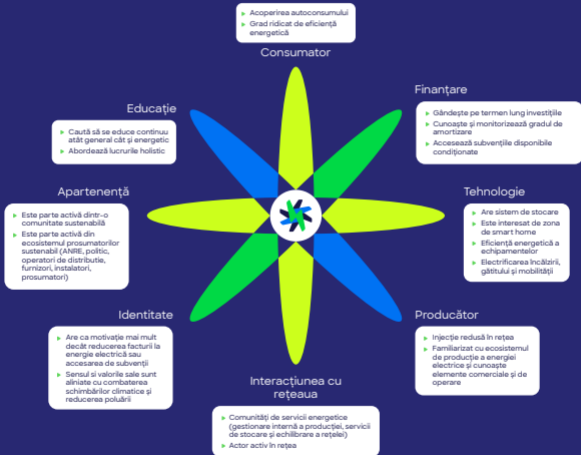 Acoperirea autoconsumului
Grad ridicat de eficiență
energetică
Consumator
Finanțare
Gândește pe termen lung investițiile
Cunoaște și monitorizează gradul de
amortizare
Accesează subvențiile disponibile
condiționate
Educație
Caută să se educe continuu
atât general cât și energetic
Abordează lucrurile holistic
Apartenență
Este parte activă dintr-o
comunitate sustenabilă
Este parte activă din
ecosistemul prosumatorilor
sustenabil (ANRE, politic,
operatori de distributie,
furnizori, instalatori,
prosumatori)
Tehnologie
Are sistem de stocare
Este interesat de zona
de smart home
Eficiență energetică a
echipamentelor
Electrificarea încălzirii,
gătitului și mobilității
Identitate
Are ca motivație mai mult
decât reducerea facturii la
energie electrică sau
accesarea de subvenții
Sensul si valorile sale sunt
aliniate cu combaterea
schimbărilor climatice și
reducerea poluării
Producător
Injecție redusă în rețea
Familiarizat cu ecosistemul
de producție a energiei
electrice și cunoaște
elemente comerciale și de
operare
Interacțiunea cu
rețeaua
Comunități de servicii energetice
(gestionare internă a producției, servicii
de stocare și echilibrare a rețelei)
Actor activ în rețea